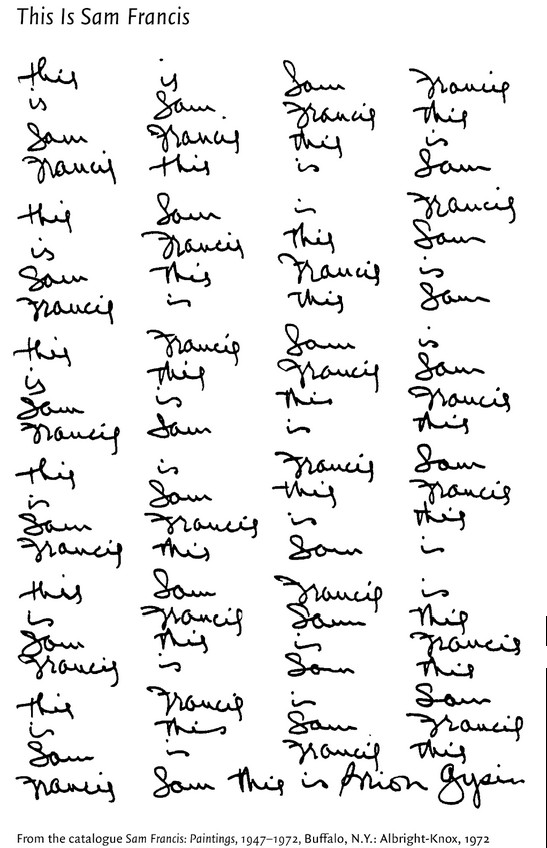 This Is Sam Francis
this is Sam Francis
is Sam Francis this
Sam Francis this is
Francis this is Sam
this Sam is Francis
is Francis this Sam
Sam this Francis is
Francis is this Sam
this Francis Sam is
is this Francis Sam
Sam is this Francis
Francis Sam is this
this is Francis Sam
is Sam this Francis
Sam Francis is this
Francis this Sam is
this Sam Francis is
is Francis Sam this
Sam this is Francis
Francis is Sam this
this Francis is Sam
is this Sam Francis
Sam is Francis this
Francis Sam this is Brion Gysin
From the catalogue Sam Francis: Paintings, 1947–1972, Buffalo, N.Y.: Albright-Knox, 1972